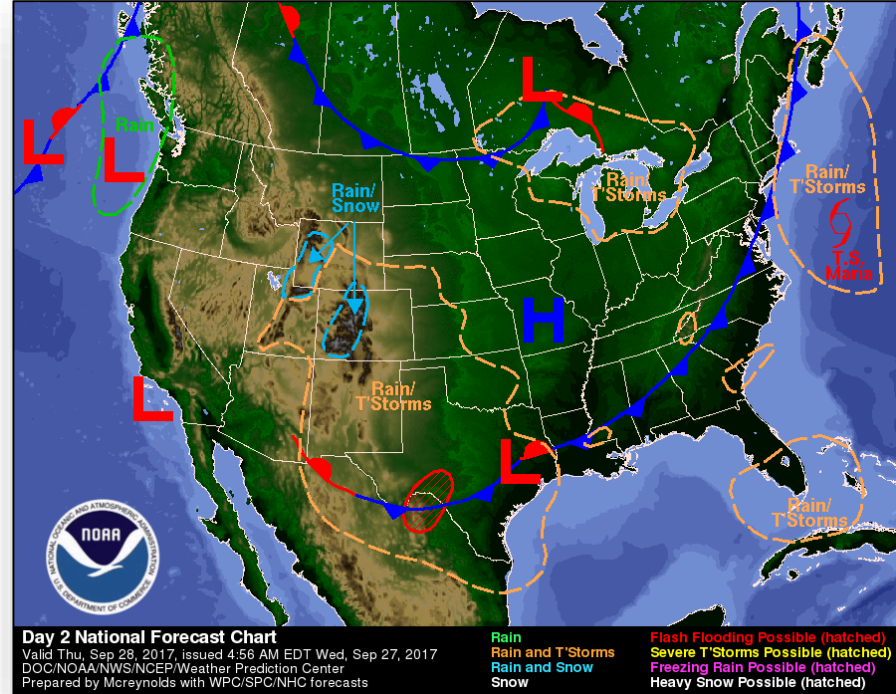 L
L
Rain
L
Rain/
Snow
Rain/
T'Storms
Rain/
T'Storms
T.S.
Maria
H
L
Rain/
T'Storms
L
Rain/
T'Storms
NATIONAL OCEANIC AND ATMOSPHERIC ADMINISTRATION
NOAA
U.S. DEPARTMENT OF COMMERCE
Day 2 National Forecast Chart
Valid Thu, Sep 28, 2017, issued 4:56 AM EDT Wed, Sep 27, 2017
DOC/NOAA/NWS/NCEP/Weather Prediction Center
Prepared by Mcreynolds with WPC/SPC/NHC forecasts
Rain
Rain and T'Storms
Rain and Snow
Snow
Flash Flooding Possible (hatched)
Severe T'Storms Possible (hatched)
Freezing Rain Possible (hatched)
Heavy Snow Possible (hatched)